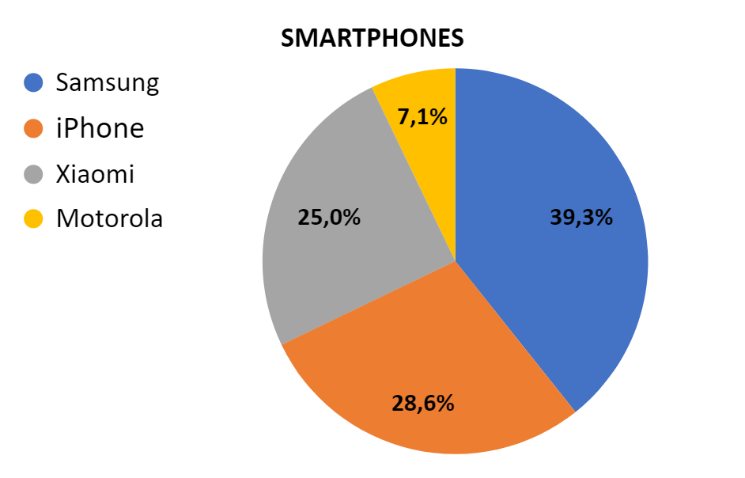 SMARTPHONES
Samsung
iPhone
Xiaomi
Motorola
7,1%
25,0%
39,3%
28,6%